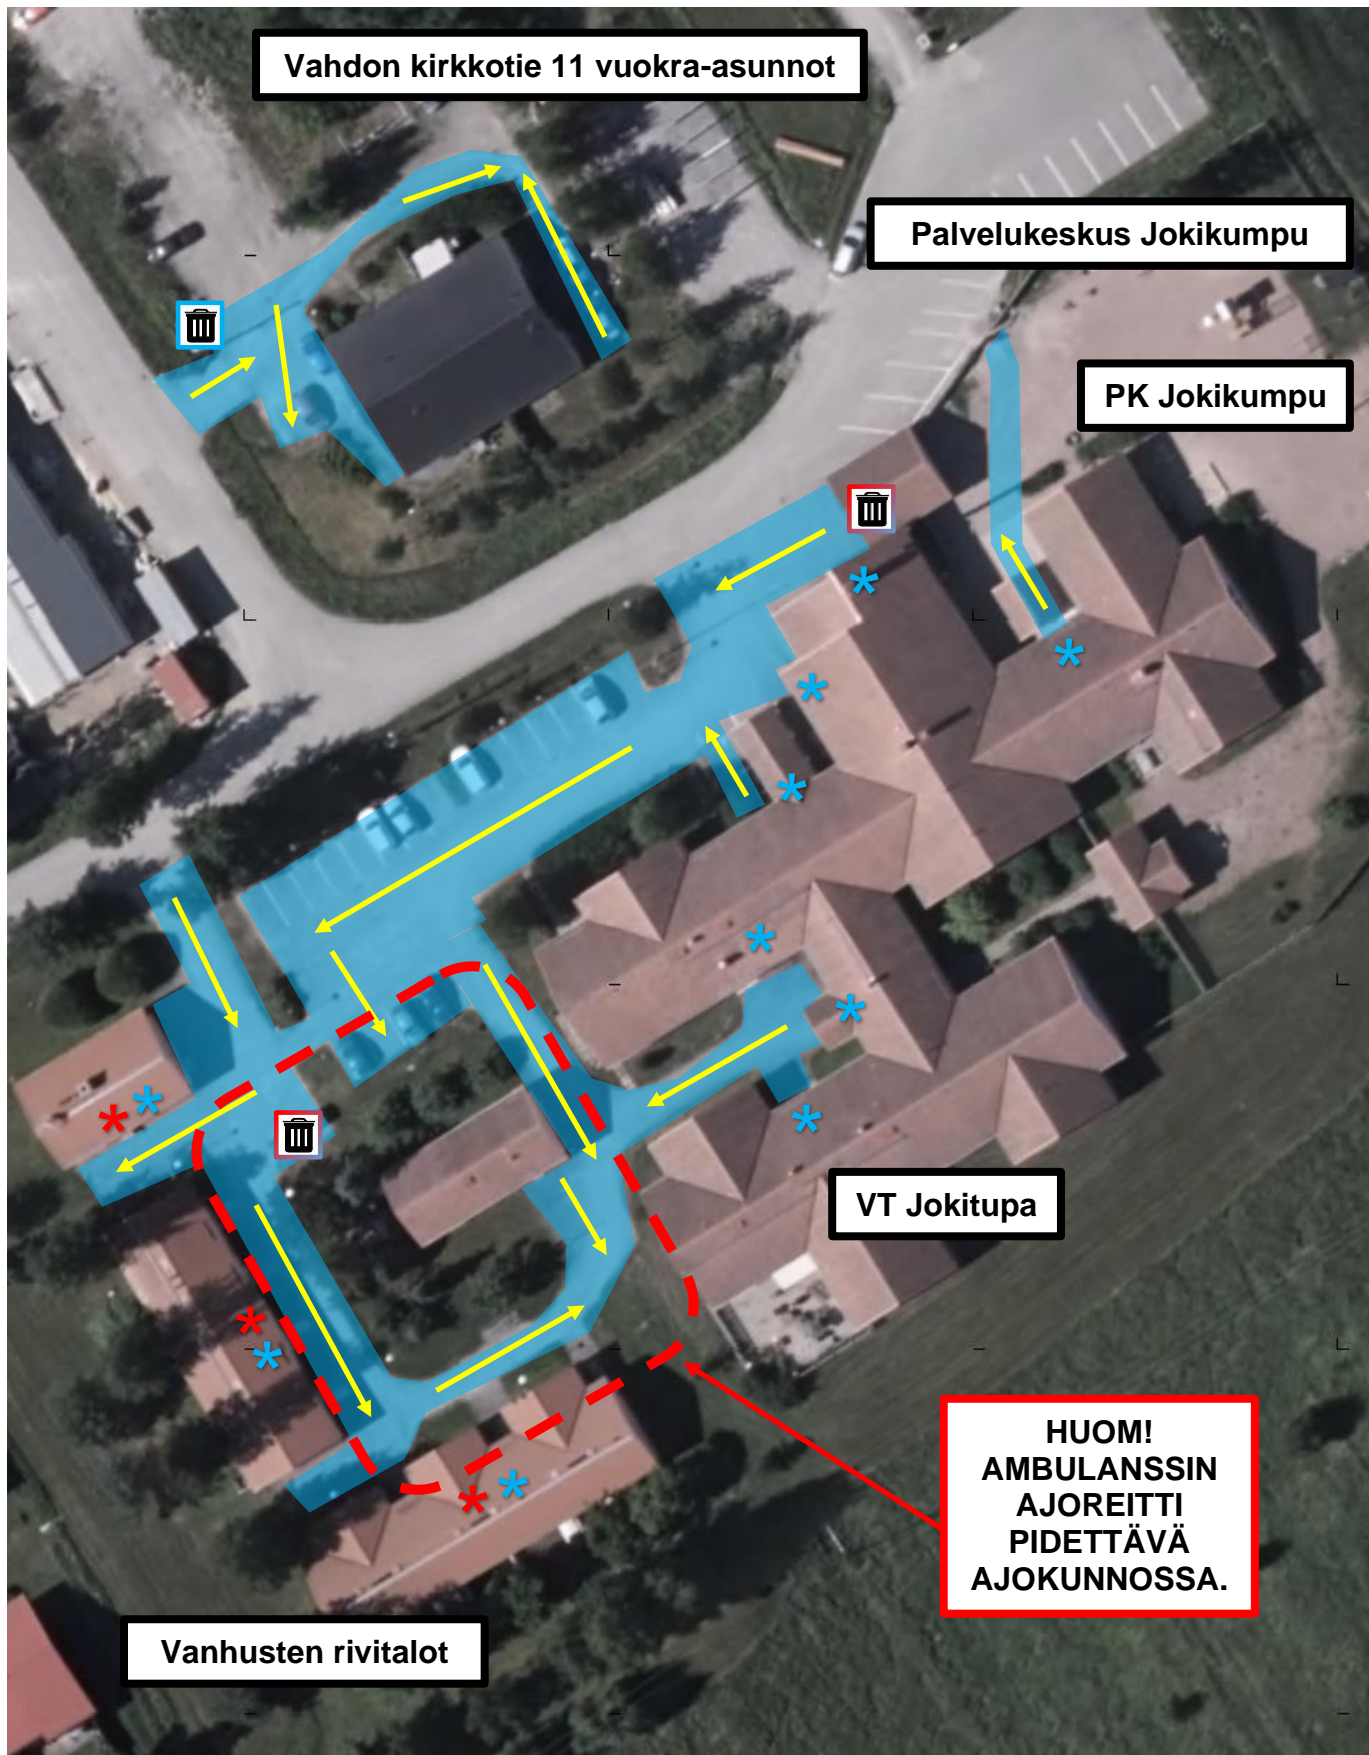 Vahdon kirkkotie 11 vuokra-asunnot
Palvelukeskus Jokikumpu
PK Jokikumpu
VT Jokitupa
HUOM!
AMBULANSSIN
AJOREITTI
PIDETTÄVÄ
AJOKUNNOSSA.
Vanhusten rivitalot